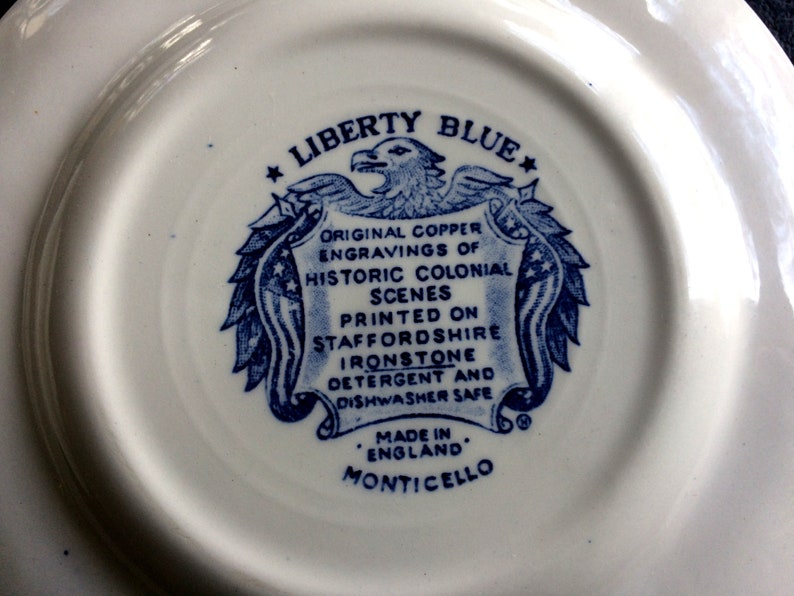 ★ LIBERTY BLUE ★
ORIGINAL COPPER
ENGRAVINGS OF
HISTORIC COLONIAL
SCENES
PRINTED ON
STAFFORDSHIRE
IRONSTONE
DETERGENT AND
DISHWASHER SAFE
· MADE IN
ENGLAND ·
MONTICELLO